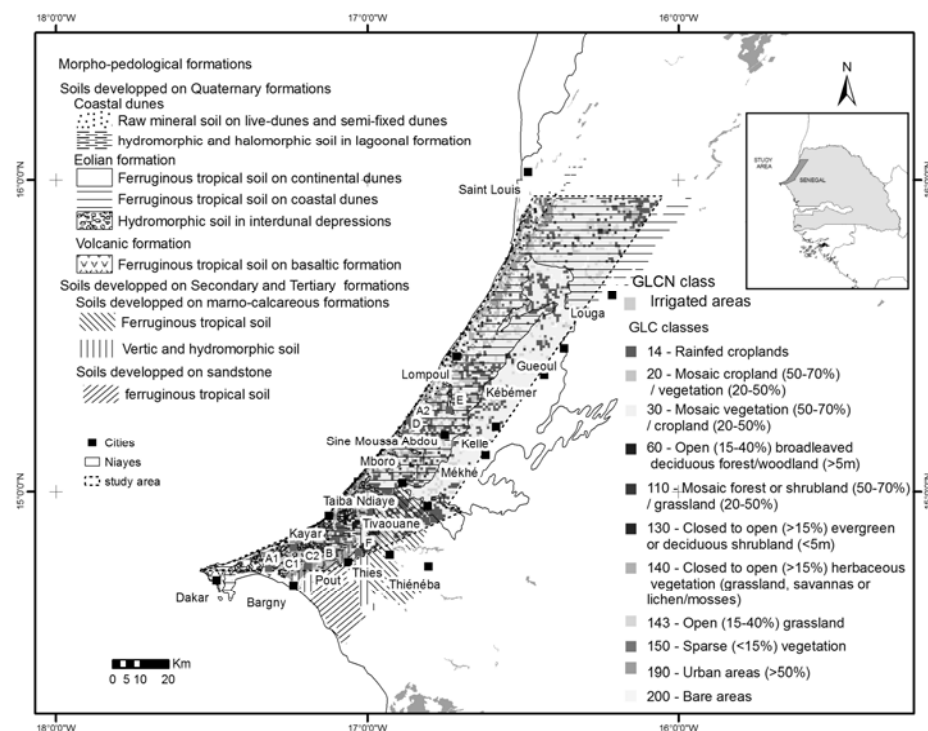 18°0'0"W
17°0'0"W
16°0'0"W
Morpho-pedological formations
Soils developped on Quaternary formations
Coastal dunes
Raw mineral soil on live-dunes and semi-fixed dunes
hydromorphic and halomorphic soil in lagoonal formation
Eolian formation
Ferruginous tropical soil on continental dunes
Ferruginous tropical soil on coastal dunes
Hydromorphic soil in interdunal depressions
Volcanic formation
Ferruginous tropical soil on basaltic formation
Soils developped on Secondary and Tertiary formations
Soils developped on marno-calcareous formations
Ferruginous tropical soil
Vertic and hydromorphic soil
Soils developped on sandstone
ferruginous tropical soil
Cities
Niayes
study area
N
STUDY
AREA
SENEGAL
16°0'0"N
16°0'0"N
15°0'0"N
15°0'0"N
Saint Louis
Louga
Gueoul
Lompoul
Kébémer
E
A2
D
Sine Moussa Abdou
Kelle
Mboro
Mékhé
Taiba Ndiaye
Tivaouane
Kayar
F
A1
C1
C2
B
Pout
Thies
Thiénéba
Dakar
Bargny
Km
0 5 10 20
GLCN class
Irrigated areas
GLC classes
14 - Rainfed croplands
20 - Mosaic cropland (50-70%)
/ vegetation (20-50%)
30 - Mosaic vegetation (50-70%)
/ cropland (20-50%)
60 - Open (15-40%) broadleaved
deciduous forest/woodland (>5m)
110 - Mosaic forest or shrubland (50-70%)
/ grassland (20-50%)
130 - Closed to open (>15%) evergreen
or deciduous shrubland (<5m)
140 - Closed to open (>15%) herbaceous
vegetation (grassland, savannas or
lichen/mosses)
143 - Open (15-40%) grassland
150 - Sparse (<15%) vegetation
190 - Urban areas (>50%)
200 - Bare areas
18°0'0"W
17°0'0"W
16°0'0"W